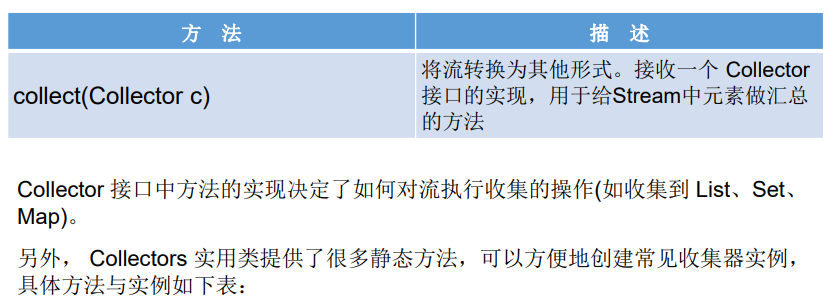 方 法 描 述
collect(Collector c) 将流转换为其他形式。接收一个 Collector
接口的实现，用于给Stream中元素做汇总
的方法
Collector 接口中方法的实现决定了如何对流执行收集的操作(如收集到 List、Set、
Map)。
另外， Collectors 实用类提供了很多静态方法，可以方便地创建常见收集器实例，
具体方法与实例如下表：